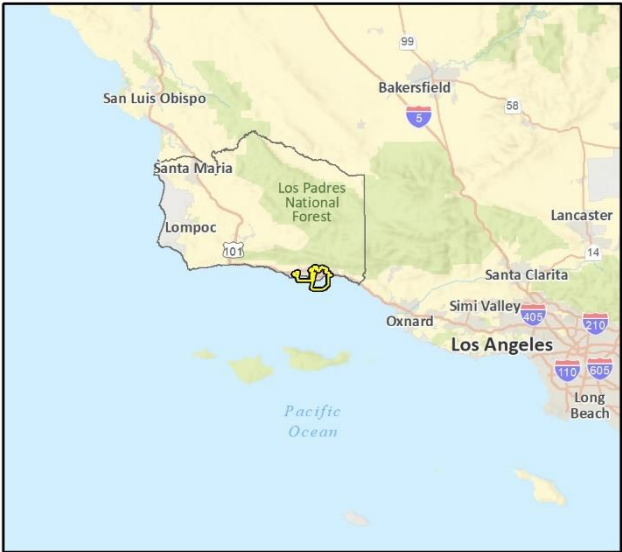 99
Bakersfield
San Luis Obispo
58
5
Santa Maria
Los Padres
National
Forest
Lompoc
Lancaster
101
14
Santa Clarita
Simi Valley
405
Oxnard
210
Los Angeles
110
605
Long
Beach
Pacific
Ocean